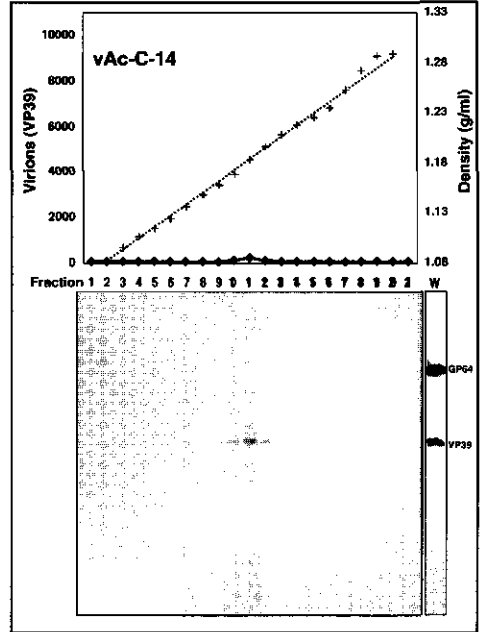 vAc-C-14
Virions (VP39)
10000
8000
6000
4000
2000
0
Density (g/ml)
1.33
1.28
1.23
1.18
1.13
1.08
Fraction 1 2 3 4 5 6 7 8 9 0 1 2 3 4 5 6 7 8 9 0 2 W
GP64
VP39